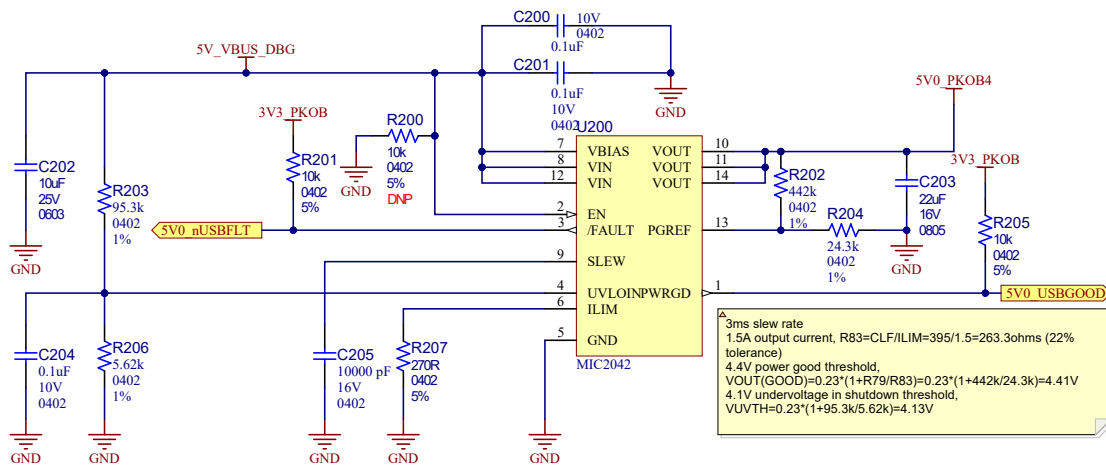 C200
10V
0402
0.1uF
5V_VBUS_DBG
C201
0.1uF
10V
0402
GND
5V0_PKOB4
3V3_PKOB
R200
10k
0402
5%
DNP
GND
R201
10k
0402
5%
C202
10uF
25V
0603
GND
R203
95.3k
0402
1%
5V0_nUSBFLT
U200
7 VBIAS VOUT 10
8 VIN VOUT 11
12 VIN VOUT 14
2 EN
3 /FAULT PGREF 13
9 SLEW
4 UVLOIN PWRGD 1
6 ILIM
5 GND
MIC2042
R202
442k
0402
1%
C203
22uF
16V
0805
GND
R204
24.3k
0402
1%
3V3_PKOB
R205
10k
0402
5%
5V0_USBGOOD
C204
0.1uF
10V
0402
GND
R206
5.62k
0402
1%
GND
C205
10000 pF
16V
0402
GND
R207
270R
0402
5%
GND
GND
3ms slew rate
1.5A output current, R83=CLF/ILIM=395/1.5=263.3ohms (22%
tolerance)
4.4V power good threshold,
VOUT(GOOD)=0.23*(1+R79/R83)=0.23*(1+442k/24.3k)=4.41V
4.1V undervoltage in shutdown threshold,
VUVTH=0.23*(1+95.3k/5.62k)=4.13V